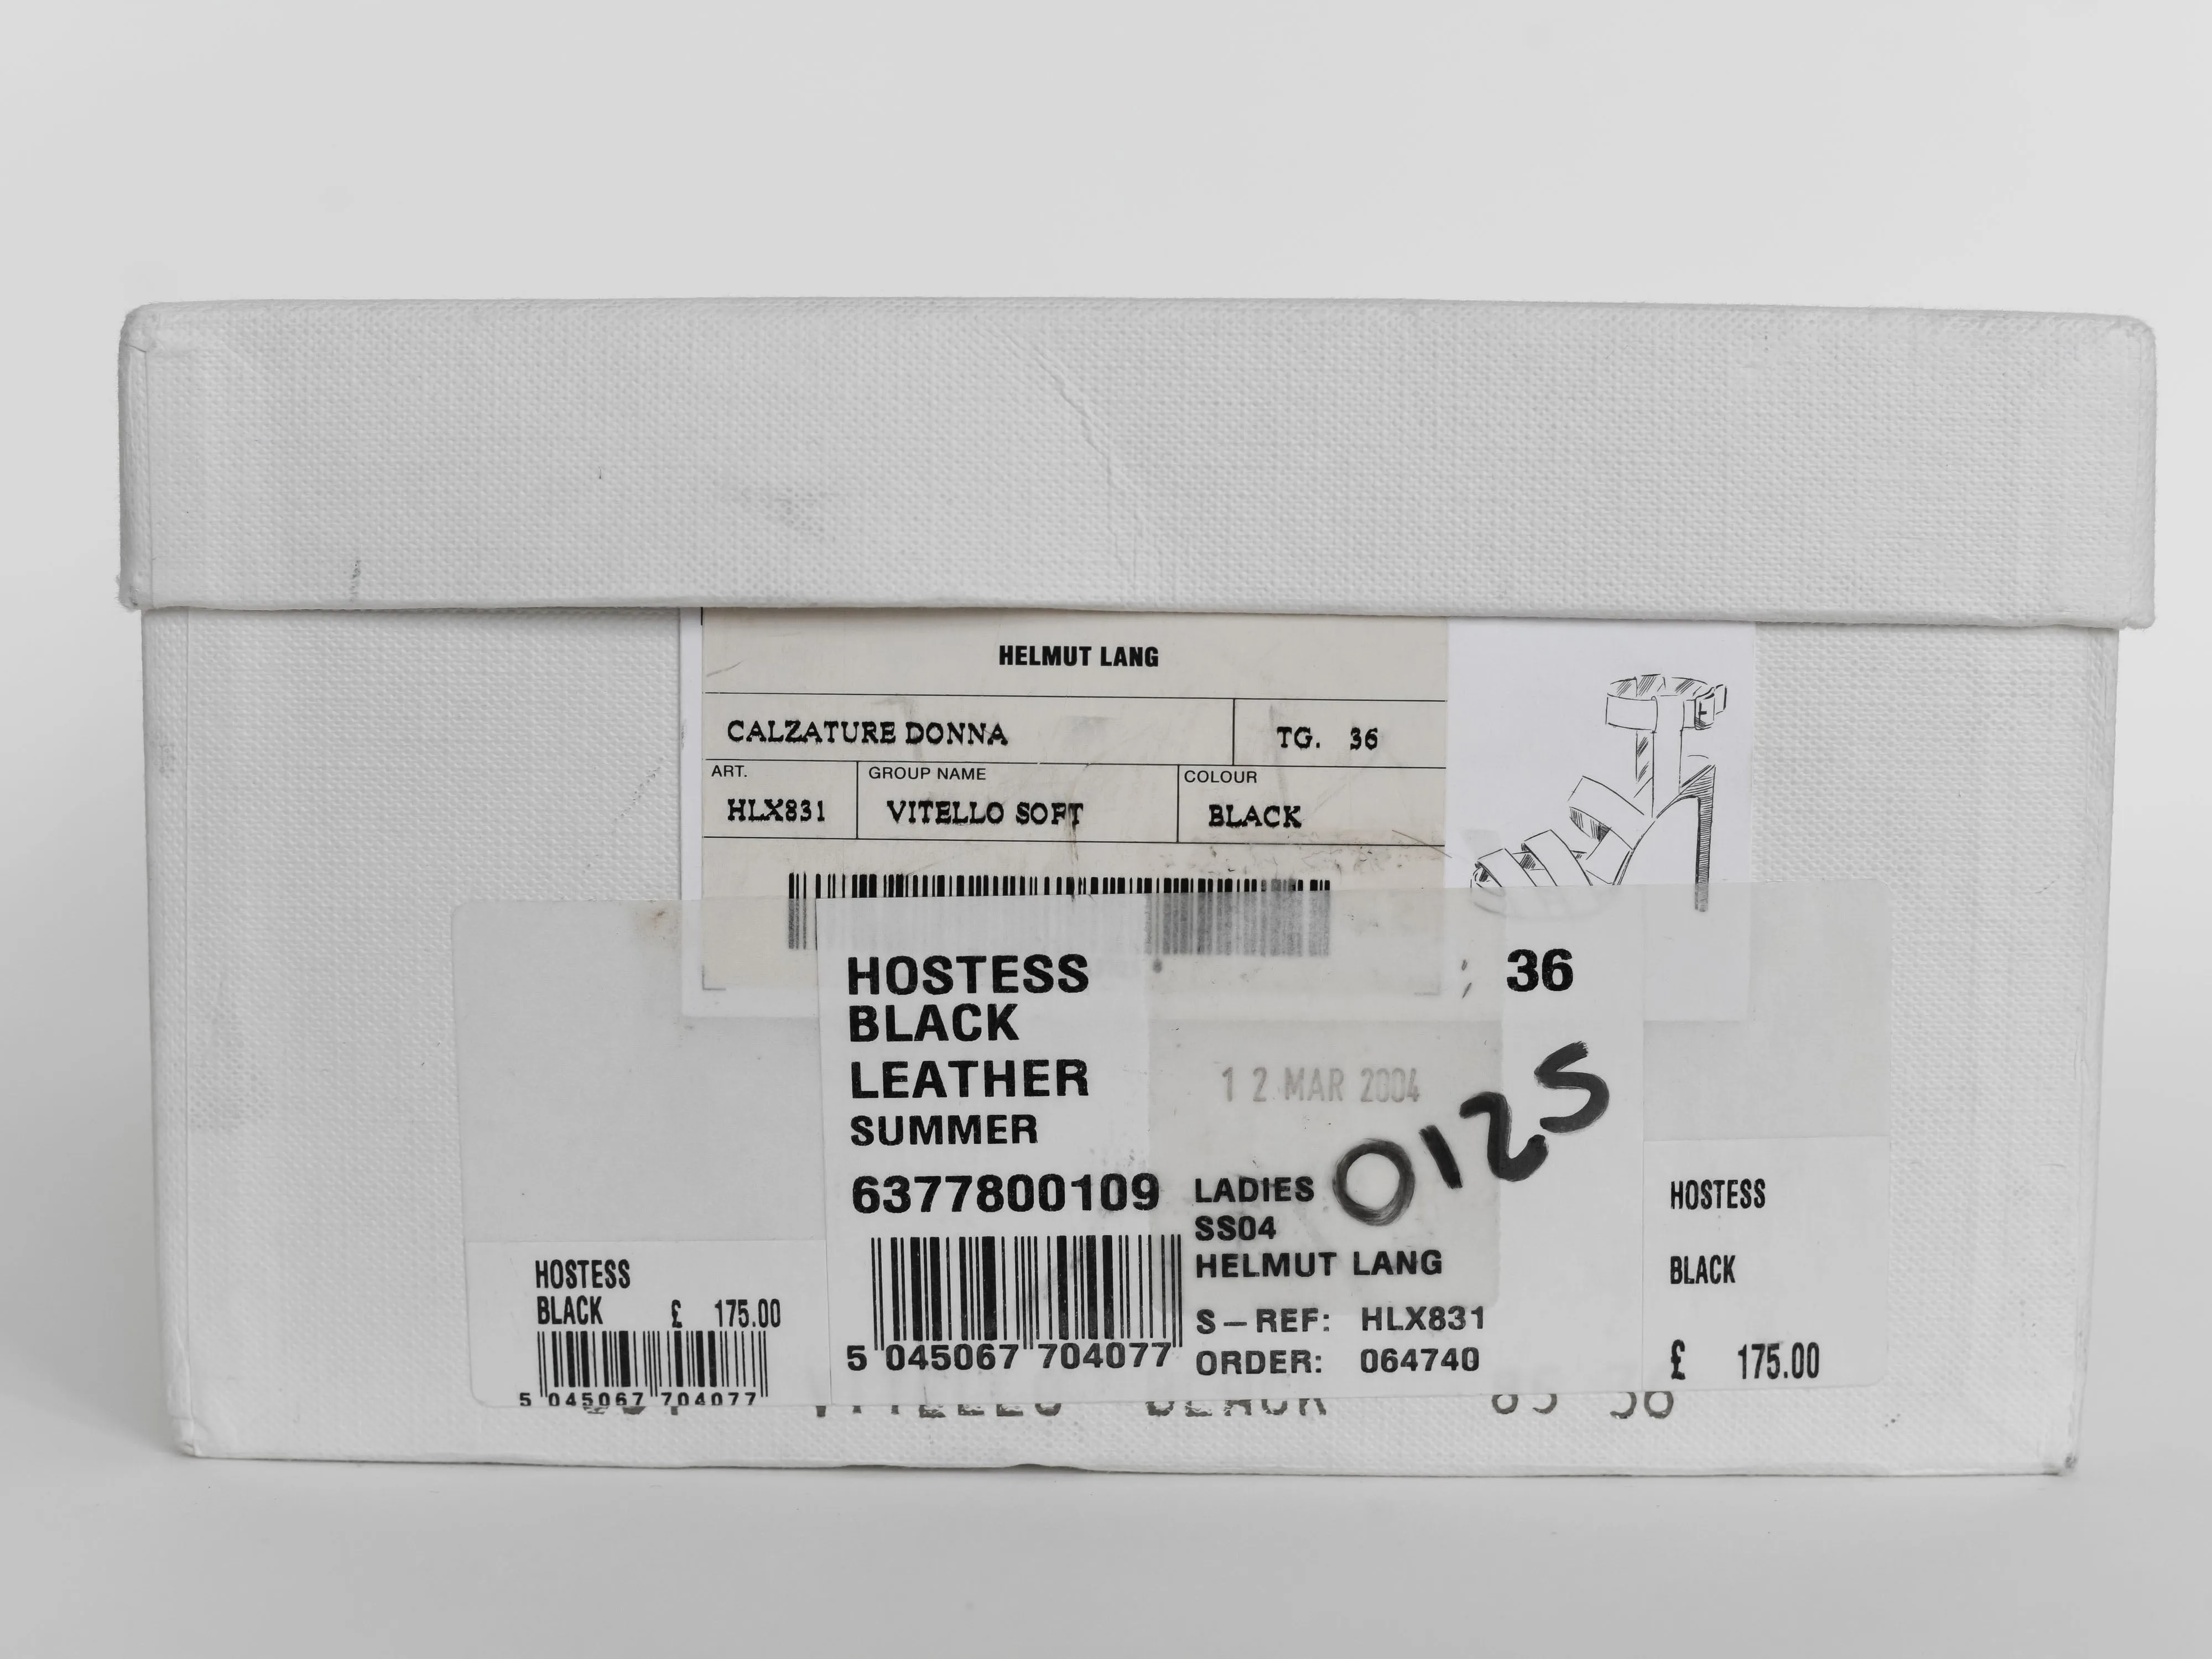 HELMUT LANG
CALZATURE DONNA TG. 36
ART. GROUP NAME COLOUR
HLX831 VITELLO SOFT BLACK
HOSTESS 36
BLACK
LEATHER
12 MAR 2004
SUMMER
0125
6377800109
LADIES
SS04
HELMUT LANG
S-REF: HLX831
ORDER: 064740
5 045067 704077
HOSTESS
BLACK £ 175.00
5 045067 704077
HOSTESS
BLACK
£ 175.00
VITELLO BLACK